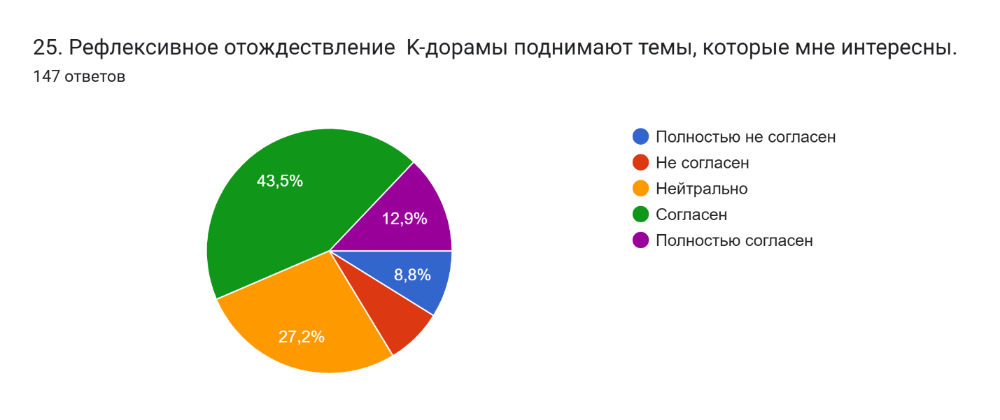 25. Рефлексивное отождествление  К-дорамы поднимают темы, которые мне интересны.
147 ответов
Полностью не согласен
Не согласен
Нейтрально
Согласен
Полностью согласен
43,5%
12,9%
8,8%
27,2%